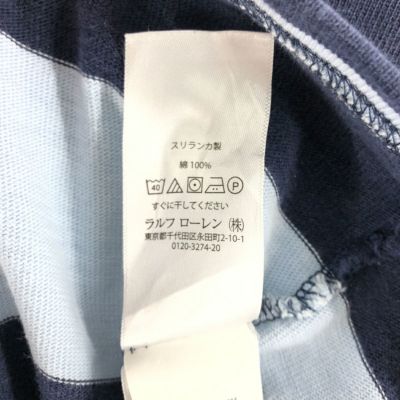 スリランカ製
綿 100%
40 P
すぐに干してください
ラルフ ローレン (株)
東京都千代田区永田町2-10-1
0120-3274-20